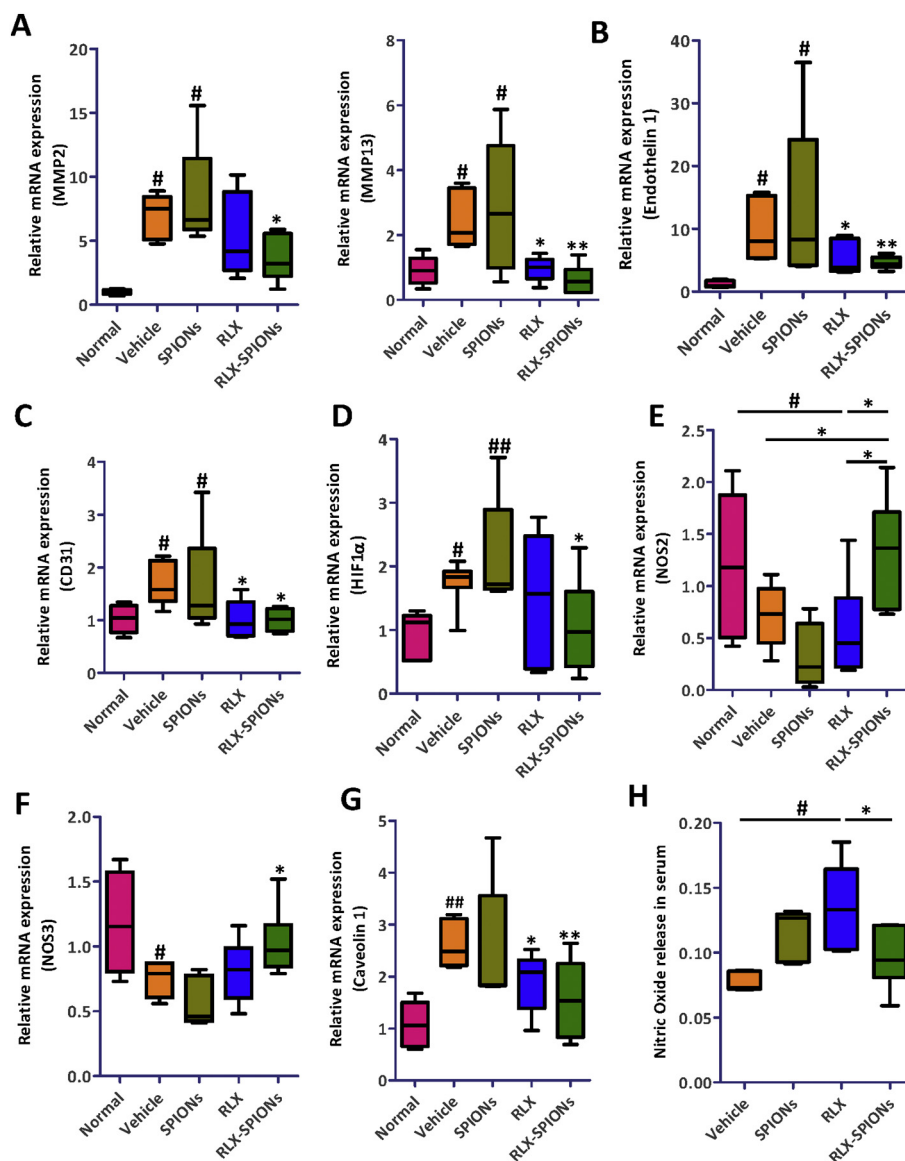 A
Relative mRNA expression
(MMP2)
20
15
10
5
0
#
#
*
Normal
Vehicle
SPIONs
RLX
RLX-SPIONs
Relative mRNA expression
(MMP13)
8
6
4
2
0
#
#
*
**
Normal
Vehicle
SPIONs
RLX
RLX-SPIONs
B
Relative mRNA expression
(Endothelin 1)
40
30
20
10
0
#
#
*
**
Normal
Vehicle
SPIONs
RLX
RLX-SPIONs
C
Relative mRNA expression
(CD31)
4
3
2
1
0
#
#
*
*
Normal
Vehicle
SPIONs
RLX
RLX-SPIONs
D
Relative mRNA expression
(HIF1α)
4
3
2
1
0
#
##
*
Normal
Vehicle
SPIONs
RLX
RLX-SPIONs
E
Relative mRNA expression
(NOS2)
2.5
2.0
1.5
1.0
0.5
0.0
# *
*
*
Normal
Vehicle
SPIONs
RLX
RLX-SPIONs
F
Relative mRNA expression
(NOS3)
2.0
1.5
1.0
0.5
0.0
#
*
Normal
Vehicle
SPIONs
RLX
RLX-SPIONs
G
Relative mRNA expression
(Caveolin 1)
5
4
3
2
1
0
##
*
**
Normal
Vehicle
SPIONs
RLX
RLX-SPIONs
H
Nitric Oxide release in serum
0.20
0.15
0.10
0.05
0.00
# *
Vehicle
SPIONs
RLX
RLX-SPIONs